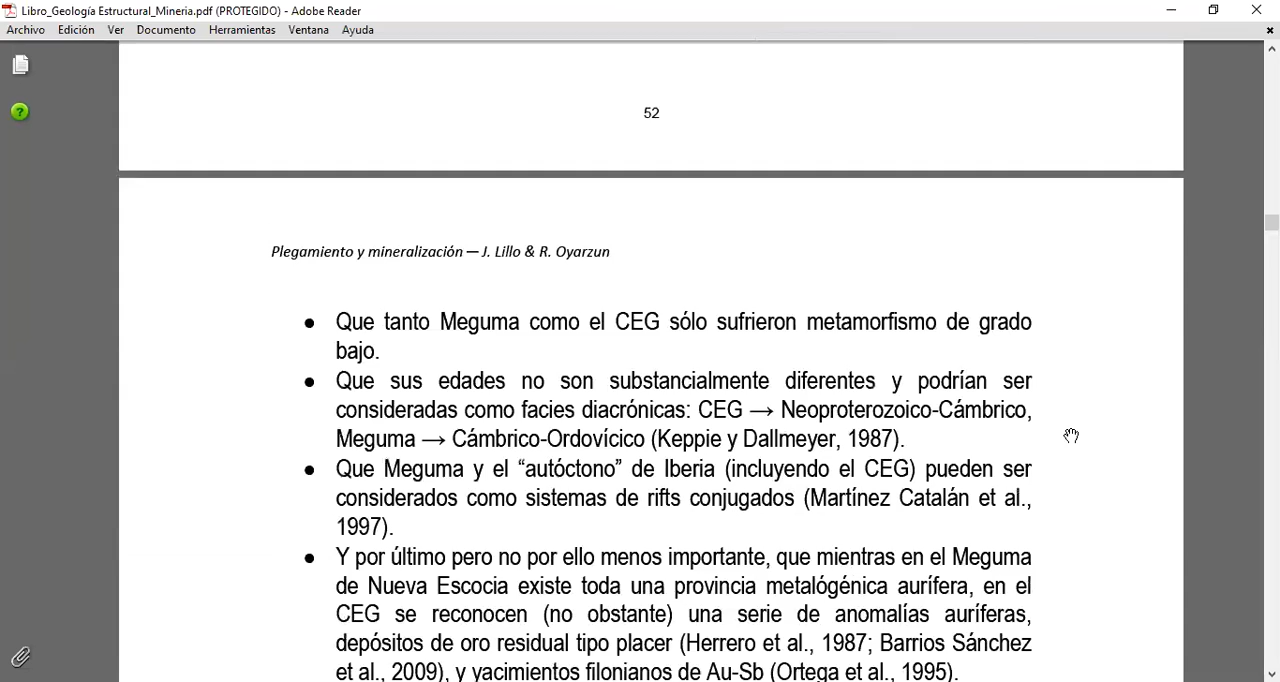 Libro_Geología Estructural_Mineria.pdf (PROTEGIDO) - Adobe Reader
Archivo Edición Ver Documento Herramientas Ventana Ayuda
52
Plegamiento y mineralización — J. Lillo & R. Oyarzun
● Que tanto Meguma como el CEG sólo sufrieron metamorfismo de grado
bajo.
● Que sus edades no son substancialmente diferentes y podrían ser
consideradas como facies diacrónicas: CEG → Neoproterozoico-Cámbrico,
Meguma → Cámbrico-Ordovícico (Keppie y Dallmeyer, 1987).
● Que Meguma y el “autóctono” de Iberia (incluyendo el CEG) pueden ser
considerados como sistemas de rifts conjugados (Martínez Catalán et al.,
1997).
● Y por último pero no por ello menos importante, que mientras en el Meguma
de Nueva Escocia existe toda una provincia metalógénica aurífera, en el
CEG se reconocen (no obstante) una serie de anomalías auríferas,
depósitos de oro residual tipo placer (Herrero et al., 1987; Barrios Sánchez
et al., 2009), y yacimientos filonianos de Au-Sb (Ortega et al., 1995).